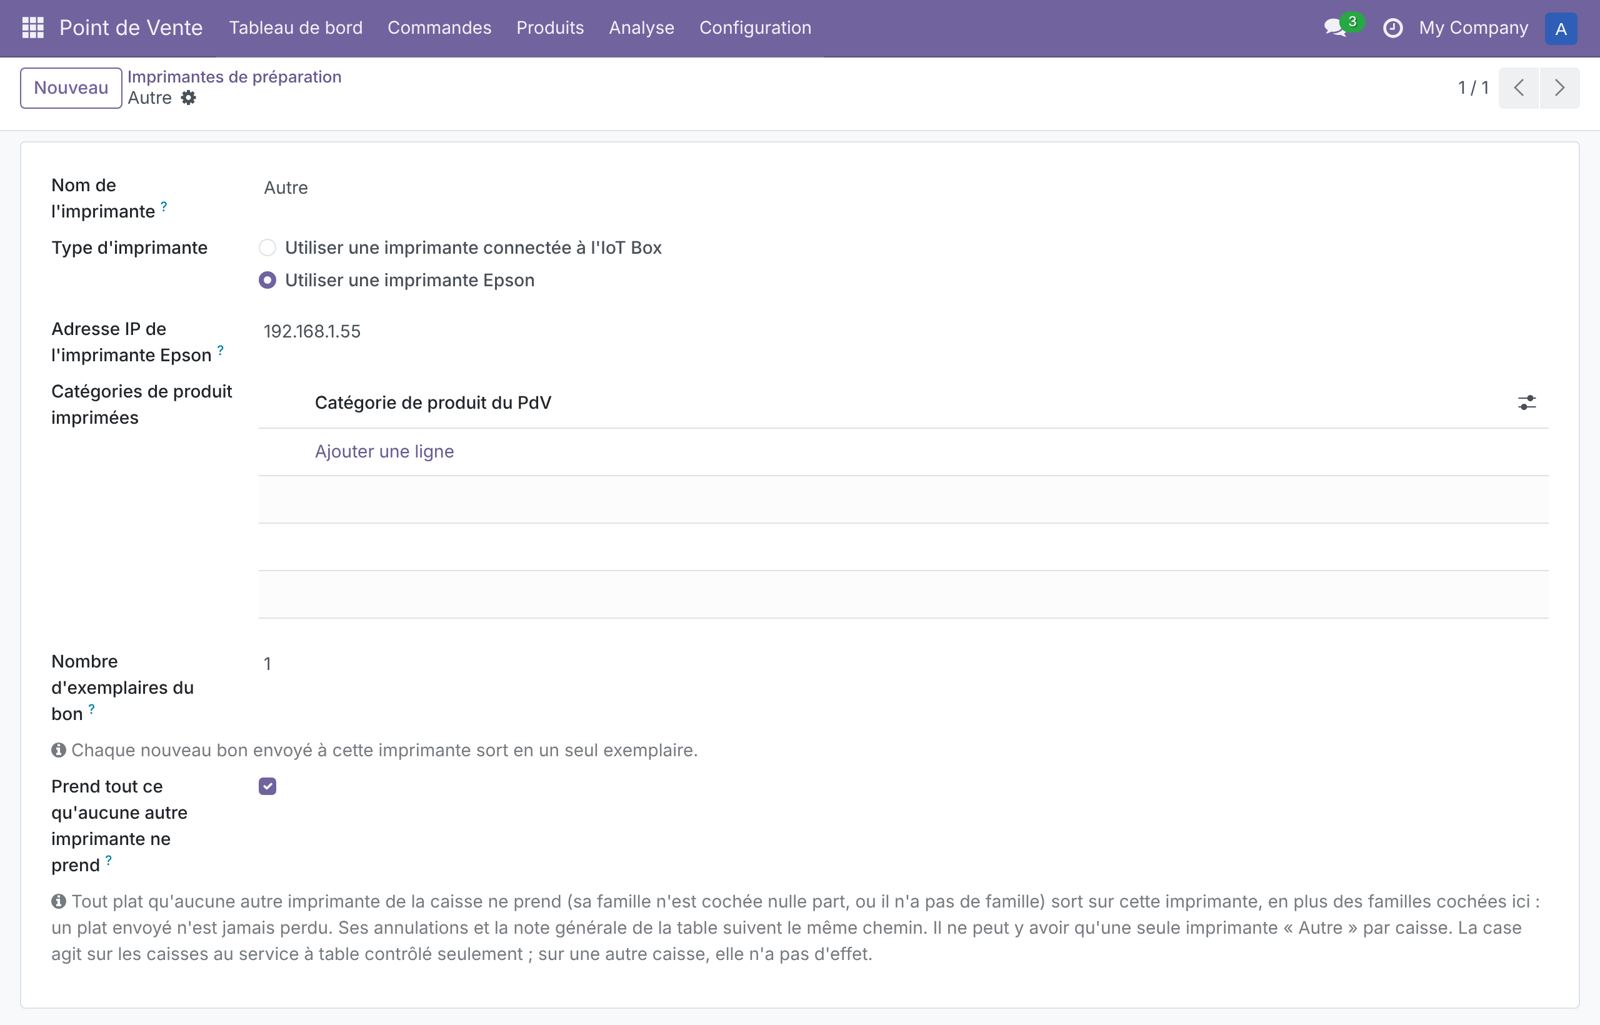 Point de Vente
Tableau de bord
Commandes
Produits
Analyse
Configuration
3
My Company
A
Nouveau
Imprimantes de préparation
Autre
1 / 1
Nom de
l'imprimante ?
Autre
Type d'imprimante
Utiliser une imprimante connectée à l'IoT Box
Utiliser une imprimante Epson
Adresse IP de
l'imprimante Epson ?
192.168.1.55
Catégories de produit
imprimées
Catégorie de produit du PdV
Ajouter une ligne
Nombre
d'exemplaires du
bon ?
1
Chaque nouveau bon envoyé à cette imprimante sort en un seul exemplaire.
Prend tout ce
qu'aucune autre
imprimante ne
prend ?
Tout plat qu'aucune autre imprimante de la caisse ne prend (sa famille n'est cochée nulle part, ou il n'a pas de famille) sort sur cette imprimante, en plus des familles cochées ici :
un plat envoyé n'est jamais perdu. Ses annulations et la note générale de la table suivent le même chemin. Il ne peut y avoir qu'une seule imprimante « Autre » par caisse. La case
agit sur les caisses au service à table contrôlé seulement ; sur une autre caisse, elle n'a pas d'effet.